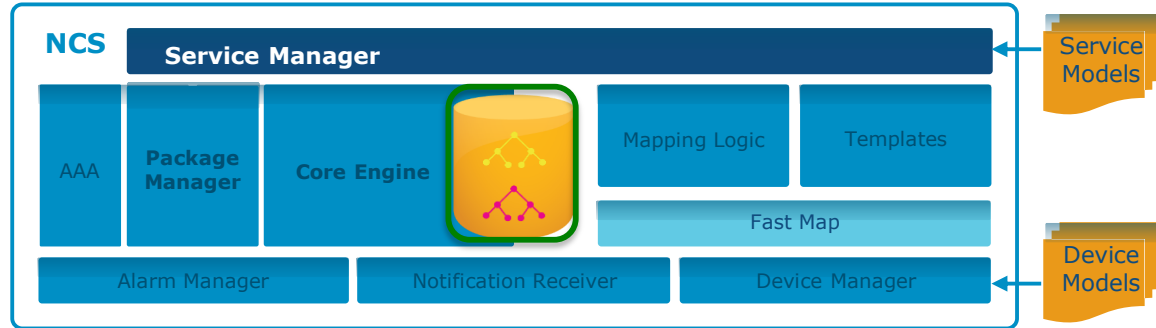 NCS
Service Manager
Service
Models
AAA
Package
Manager
Core Engine
Mapping Logic
Templates
Fast Map
Alarm Manager
Notification Receiver
Device Manager
Device
Models